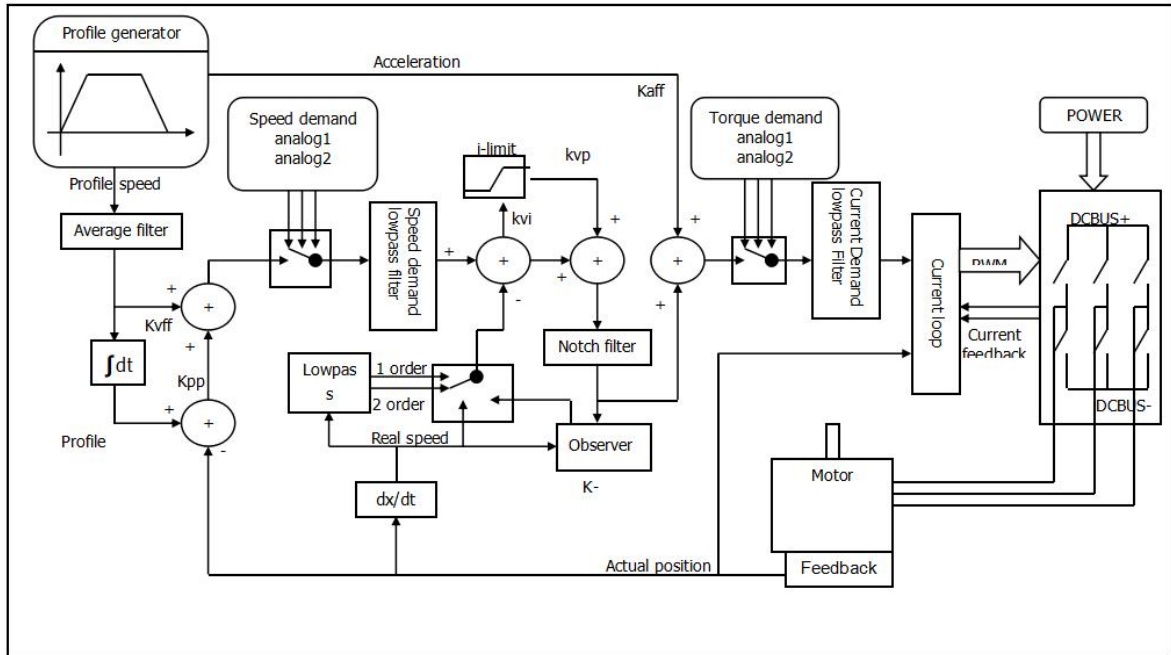 Profile generator
Acceleration
Kaff
Speed demand
analog1
analog2
Torque demand
analog1
analog2
POWER
i-limit
kvp
Profile speed
Average filter
kvi
Speed demand
lowpass filter
Current Demand
lowpass Filter
DCBUS+
PWM
Current loop
Current
feedback
DCBUS-
+
+
+
+
+
-
+
+
+
+
+
Kvff
+
∫dt
Kpp
+
+
-
Profile
Notch filter
Lowpas
s
1 order
2 order
Real speed
Observer
K-
dx/dt
Motor
Feedback
Actual position